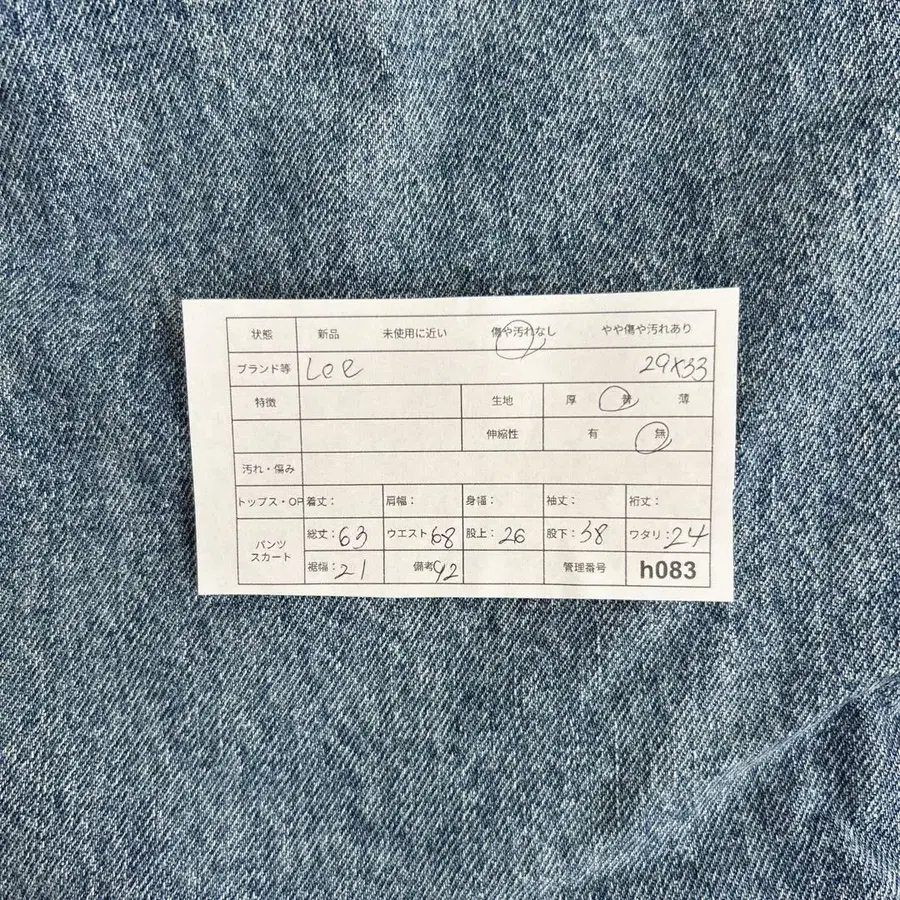 状態 新品 未使用に近い 傷や汚れなし やや傷や汚れあり
ブランド等 Lee 29X33
特徴 生地 厚 普 薄
伸縮性 有 無
汚れ・傷み
トップス・OP 着丈: 肩幅: 身幅: 袖丈: 裄丈:
パンツ スカート 総丈:63 ウエスト68 股上:26 股下:38 ワタリ:24
裾幅:21 備考 42 管理番号 h083